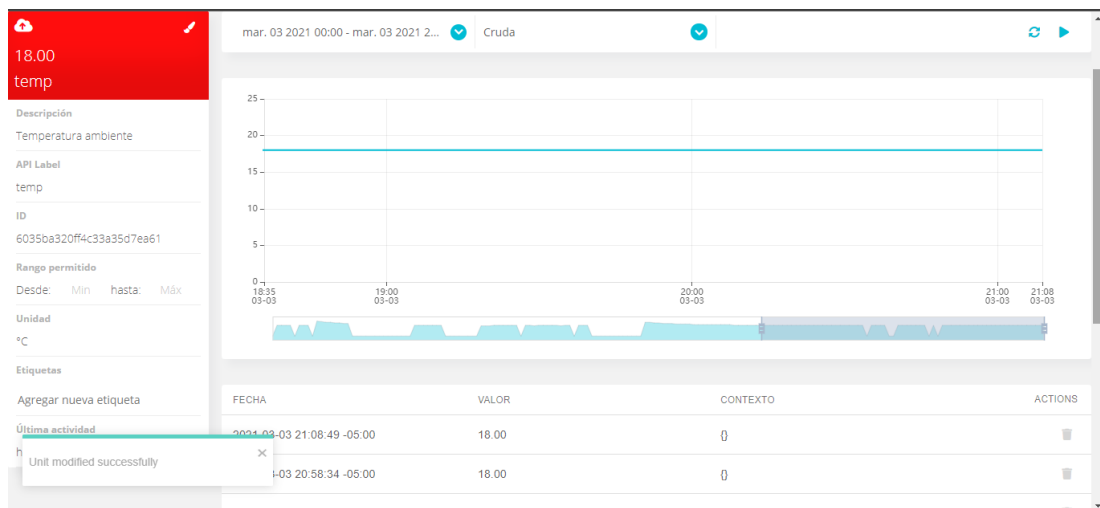 18.00
temp
Descripción
Temperatura ambiente
API Label
temp
ID
6035ba320ff4c33a35d7ea61
Rango permitido
Desde: Min hasta: Máx
Unidad
°C
Etiquetas
Agregar nueva etiqueta
Última actividad
h
Unit modified successfully
mar. 03 2021 00:00 - mar. 03 2021 2... Cruda
25
20
15
10
5
0
18:35 19:00 20:00 21:00 21:08
03-03 03-03 03-03 03-03 03-03
FECHA VALOR CONTEXTO ACTIONS
2021-03-03 21:08:49 -05:00 18.00 {}
-03 20:58:34 -05:00 18.00 {}